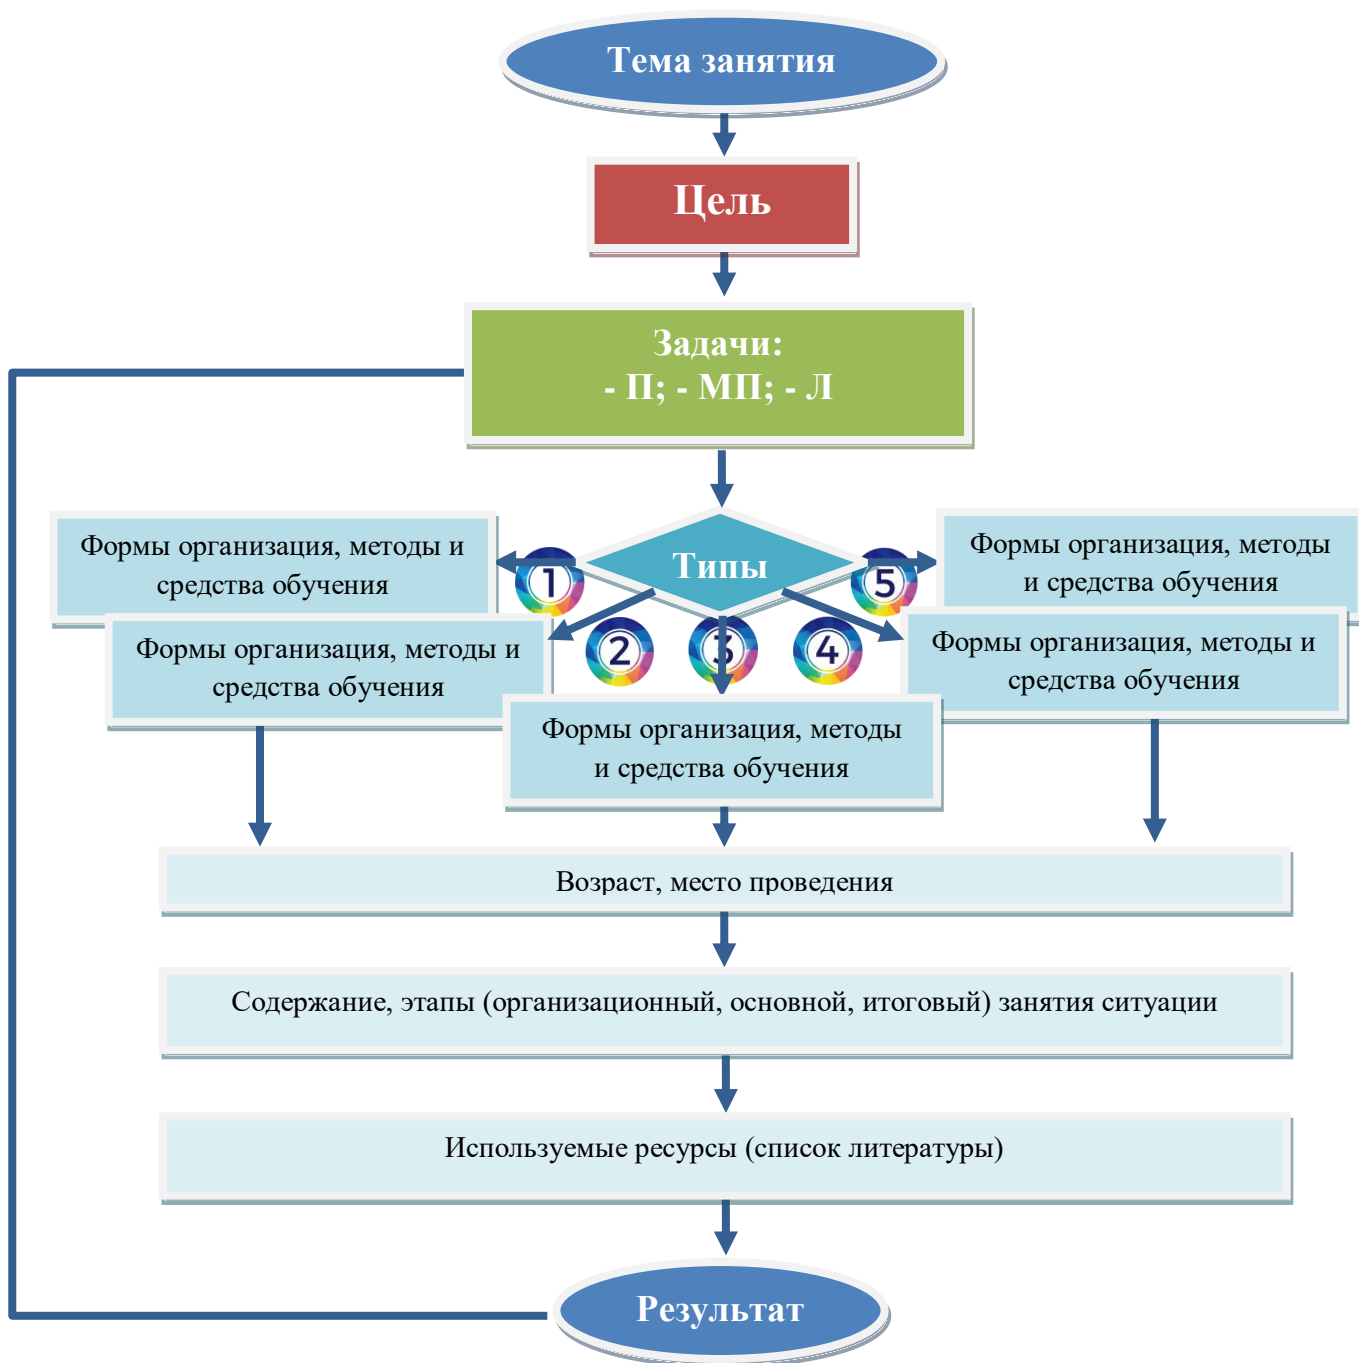 Тема занятия
Цель
Задачи:
- П; - МП; - Л
Формы организация, методы и
средства обучения
1
Типы
5
Формы организация, методы
и средства обучения
Формы организация, методы и
средства обучения
2
3
4
Формы организация, методы и
средства обучения
Формы организация, методы
и средства обучения
Возраст, место проведения
Содержание, этапы (организационный, основной, итоговый) занятия ситуации
Используемые ресурсы (список литературы)
Результат